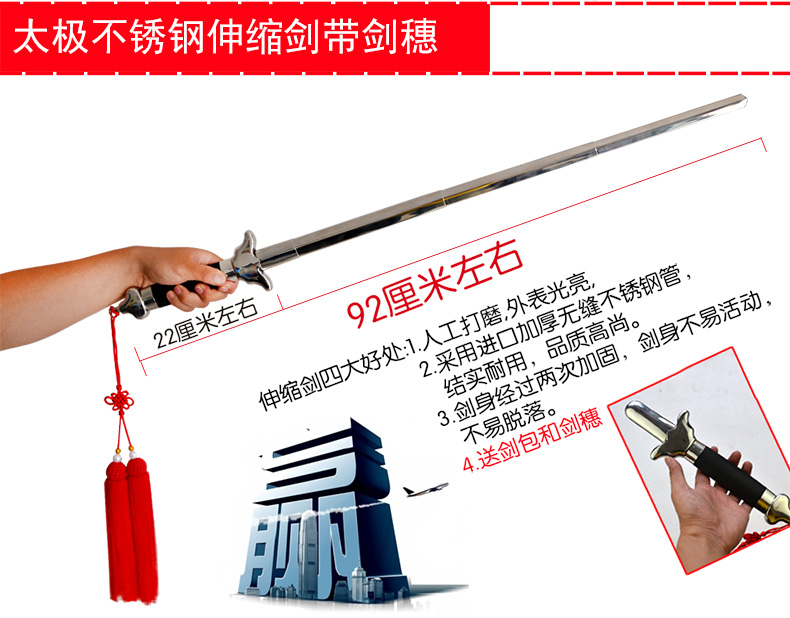 太极不锈钢伸缩剑带剑穗
92厘米左右
22厘米左右
伸缩剑四大好处:1.人工打磨,外表光亮,
2.采用进口加厚无缝不锈钢管，
结实耐用，品质高尚。
3.剑身经过两次加固，剑身不易活动，
不易脱落。
4.送剑包和剑穗
赢